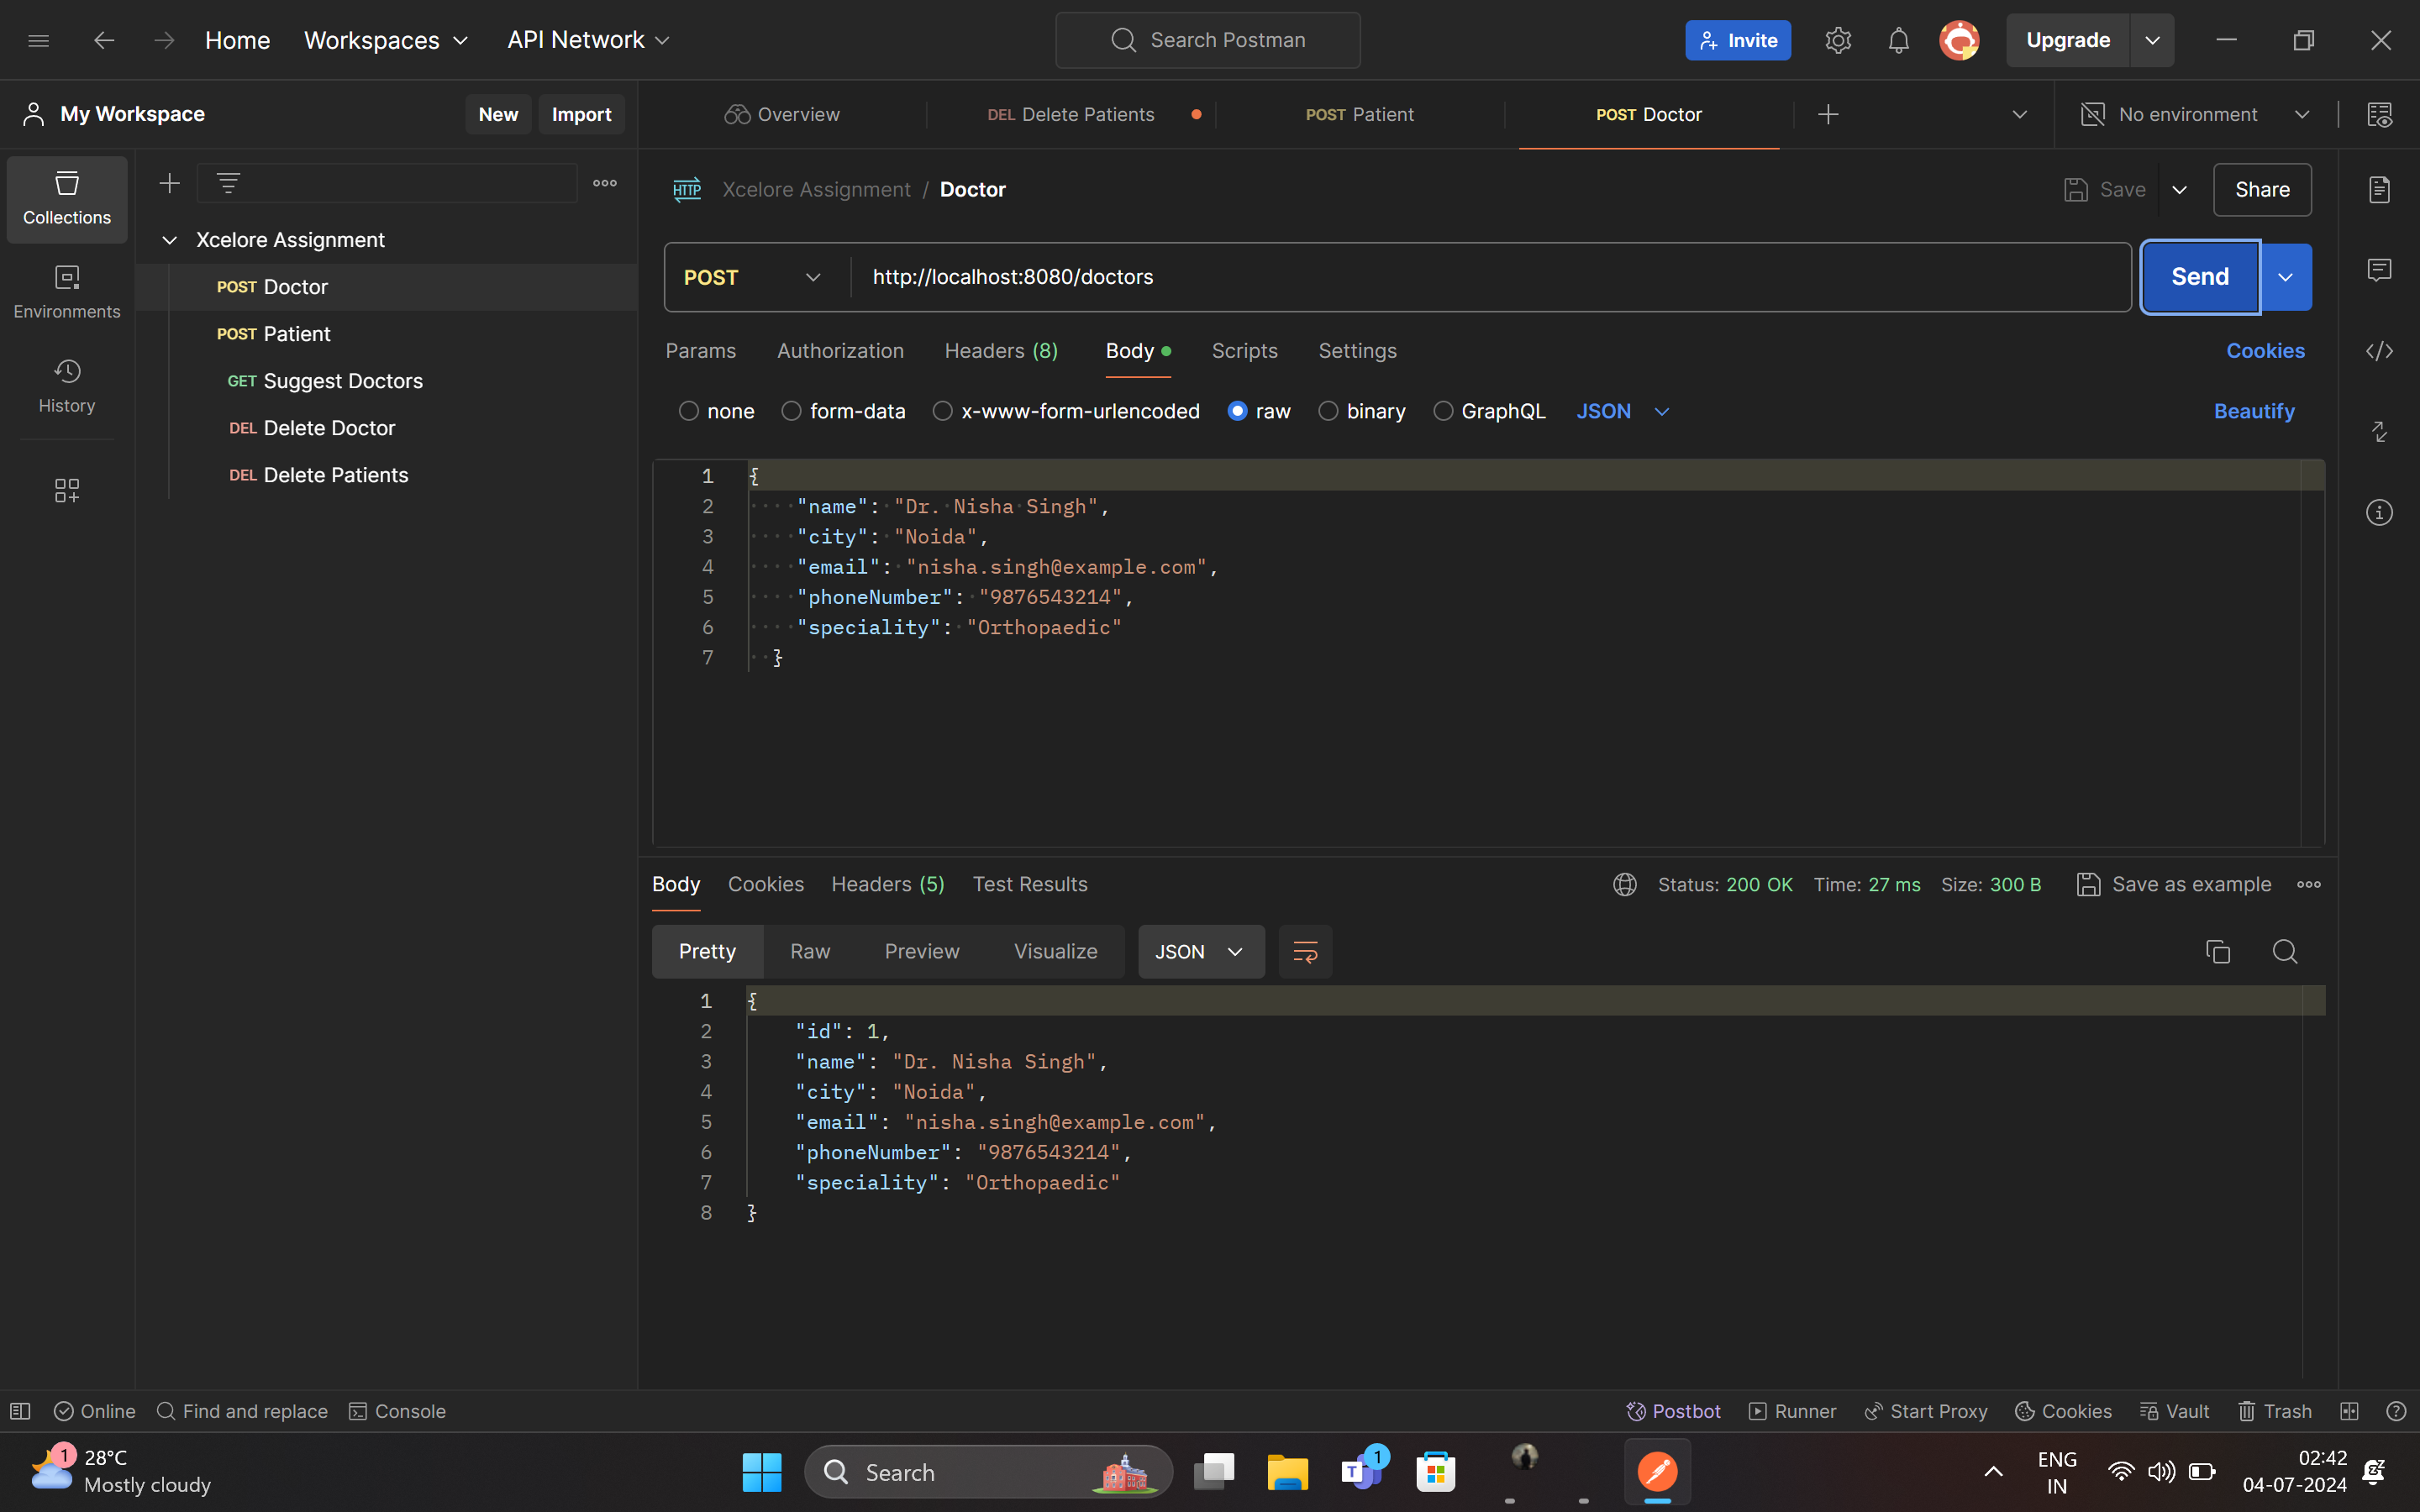 Home Workspaces API Network Search Postman Invite Upgrade
My Workspace New Import Overview DEL Delete Patients POST Patient POST Doctor No environment
Collections
Environments
History
Xcelore Assignment
POST Doctor
POST Patient
GET Suggest Doctors
DEL Delete Doctor
DEL Delete Patients
HTTP Xcelore Assignment / Doctor Save Share
POST http://localhost:8080/doctors Send
Params Authorization Headers (8) Body Scripts Settings Cookies
none form-data x-www-form-urlencoded raw binary GraphQL JSON Beautify
1 {
2 "name": "Dr. Nisha Singh",
3 "city": "Noida",
4 "email": "nisha.singh@example.com",
5 "phoneNumber": "9876543214",
6 "speciality": "Orthopaedic"
7 }
Body Cookies Headers (5) Test Results Status: 200 OK Time: 27 ms Size: 300 B Save as example
Pretty Raw Preview Visualize JSON
1 {
2 "id": 1,
3 "name": "Dr. Nisha Singh",
4 "city": "Noida",
5 "email": "nisha.singh@example.com",
6 "phoneNumber": "9876543214",
7 "speciality": "Orthopaedic"
8 }
Online Find and replace Console Postbot Runner Start Proxy Cookies Vault Trash
1 28°C
Mostly cloudy
Search
T 1
ENG
IN
02:42
04-07-2024